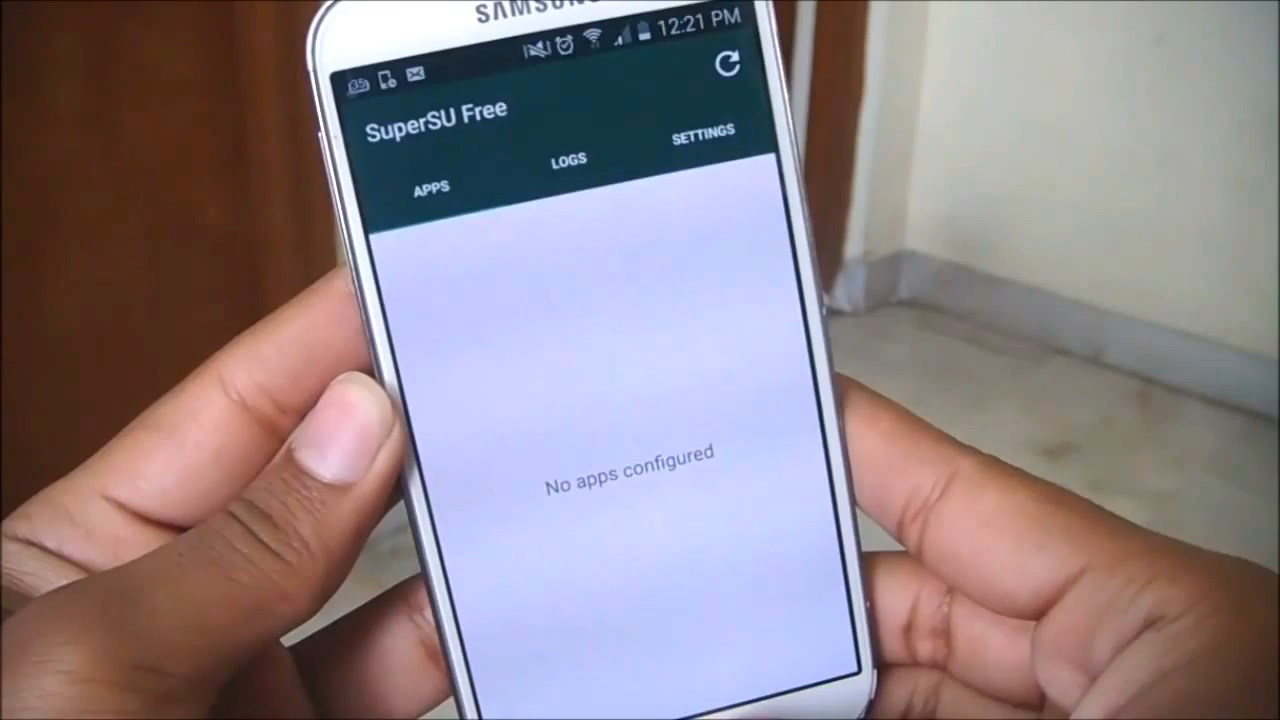 SAMSUNG
12:21 PM
SuperSU Free
APPS
LOGS
SETTINGS
No apps configured